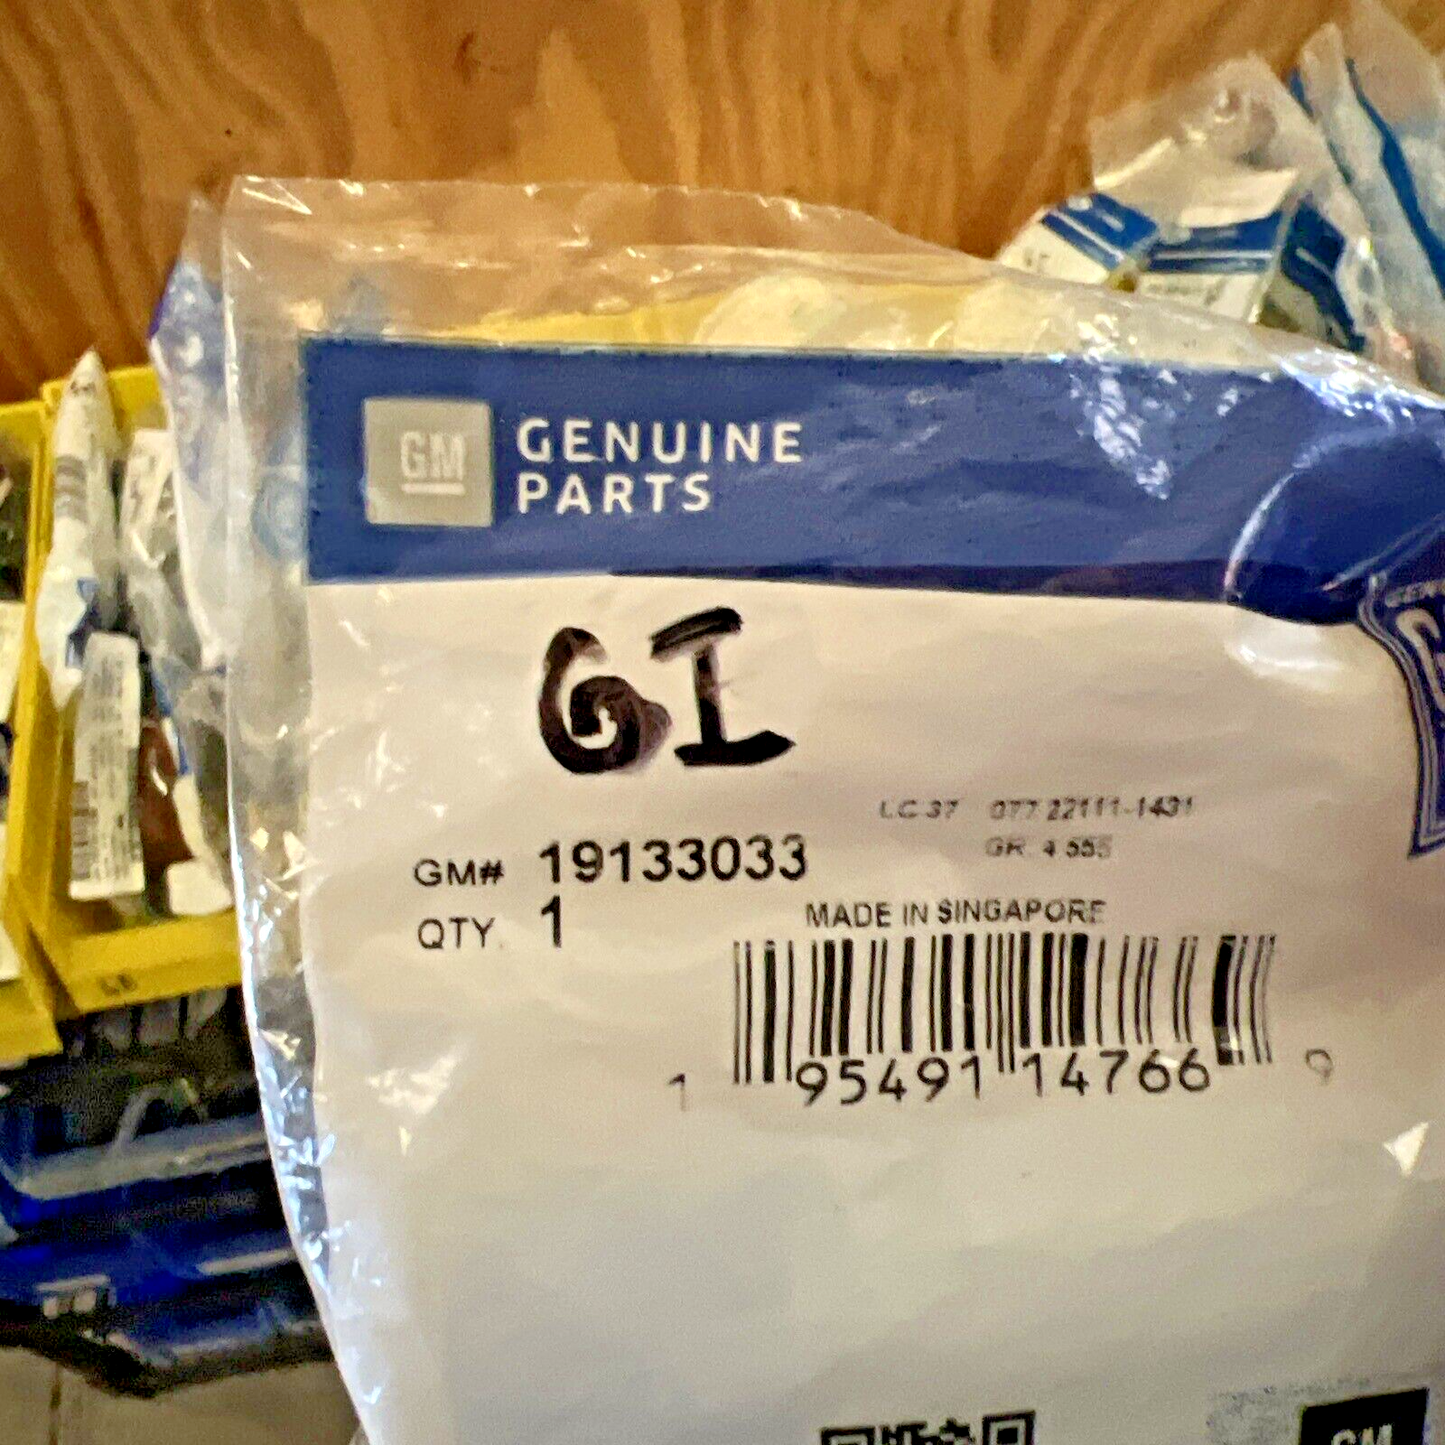 GM GENUINE
PARTS
GI
LC 37 077 22111-1431
GR. 4.555
GM# 19133033
QTY. 1
MADE IN SINGAPORE
1 95491 14766 9
GM